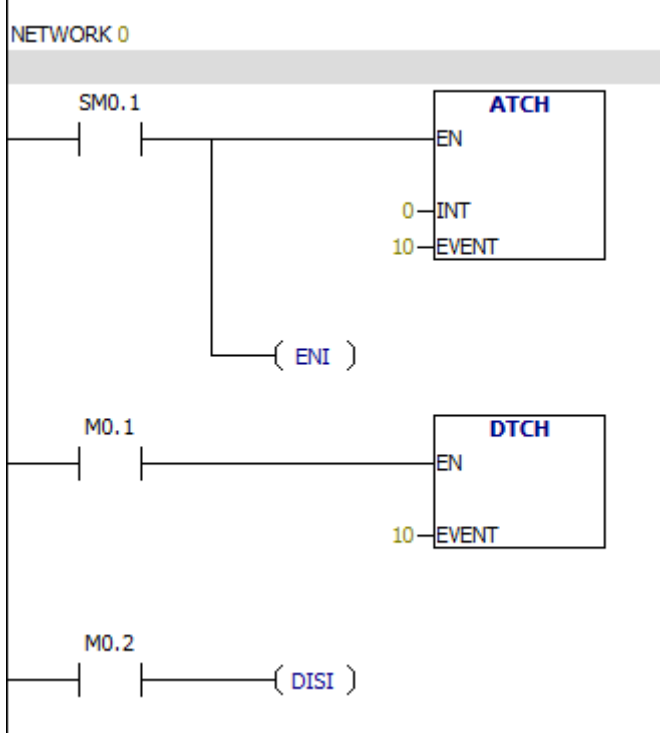 NETWORK 0
SM0.1
ATCH
EN
0 INT
10 EVENT
( ENI )
M0.1
DTCH
EN
10 EVENT
M0.2
( DISI )